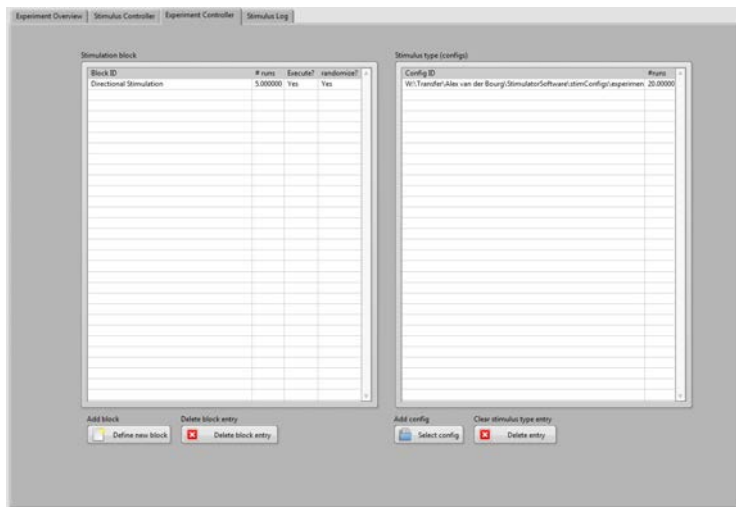 Experiment Overview Stimulus Controller Experiment Controller Stimulus Log
Stimulation block
Block ID # runs Execute? randomize?
Directional Stimulation 5.000000 Yes Yes
Stimulus type (configs)
Config ID #runs
W:\Transfer\Alex van der Bourg\StimulatorSoftware\stimConfigs\experimen 20.00000
Add block Delete block entry
Define new block Delete block entry
Add config Clear stimulus type entry
Select config Delete entry